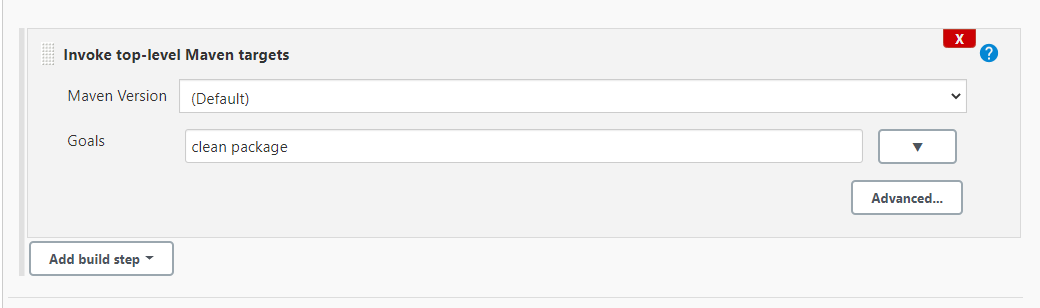 X
Invoke top-level Maven targets
?
Maven Version
(Default)
Goals
clean package
▼
Advanced...
Add build step